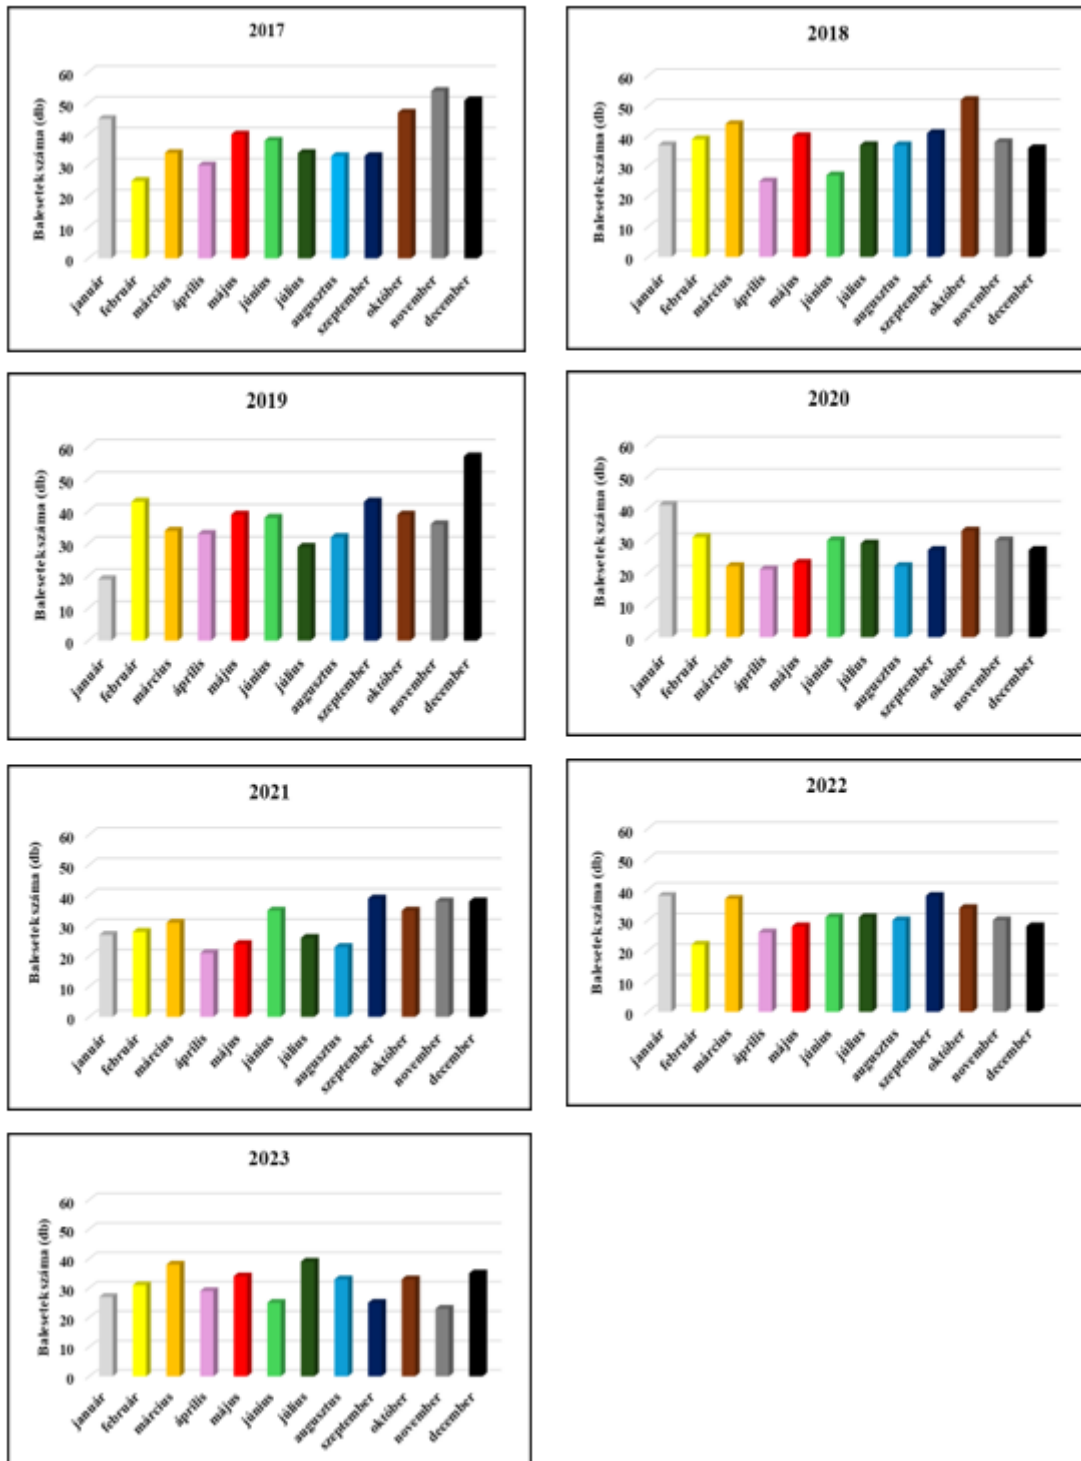 2017
Balesetek száma (db)
60
50
40
30
20
10
0
január
február
március
április
május
június
július
augusztus
szeptember
október
november
december
2018
Balesetek száma (db)
60
50
40
30
20
10
0
január
február
március
április
május
június
július
augusztus
szeptember
október
november
december
2019
Balesetek száma (db)
60
50
40
30
20
10
0
január
február
március
április
május
június
július
augusztus
szeptember
október
november
december
2020
Balesetek száma (db)
60
50
40
30
20
10
0
január
február
március
április
május
június
július
augusztus
szeptember
október
november
december
2021
Balesetek száma (db)
60
50
40
30
20
10
0
január
február
március
április
május
június
július
augusztus
szeptember
október
november
december
2022
Balesetek száma (db)
60
50
40
30
20
10
0
január
február
március
április
május
június
július
augusztus
szeptember
október
november
december
2023
Balesetek száma (db)
60
50
40
30
20
10
0
január
február
március
április
május
június
július
augusztus
szeptember
október
november
december